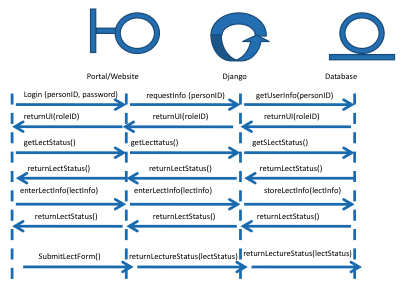 Portal/Website Django Database
Login (personID, password) requestInfo (personID) getUserInfo(personID)
returnUI(roleID) returnUI(roleID) returnUI(roleID)
getLectStatus() getLecttatus() getSLectStatus()
returnLectStatus() returnLectStatus() returnLectStatus()
enterLectInfo(lectInfo) enterLectInfo(lectInfo) storeLectInfo(lectInfo)
returnLectStatus() returnLectStatus() returnLectStatus()
SubmitLectForm() returnLectureStatus(lectStatus) returnLectureStatus(lectStatus)